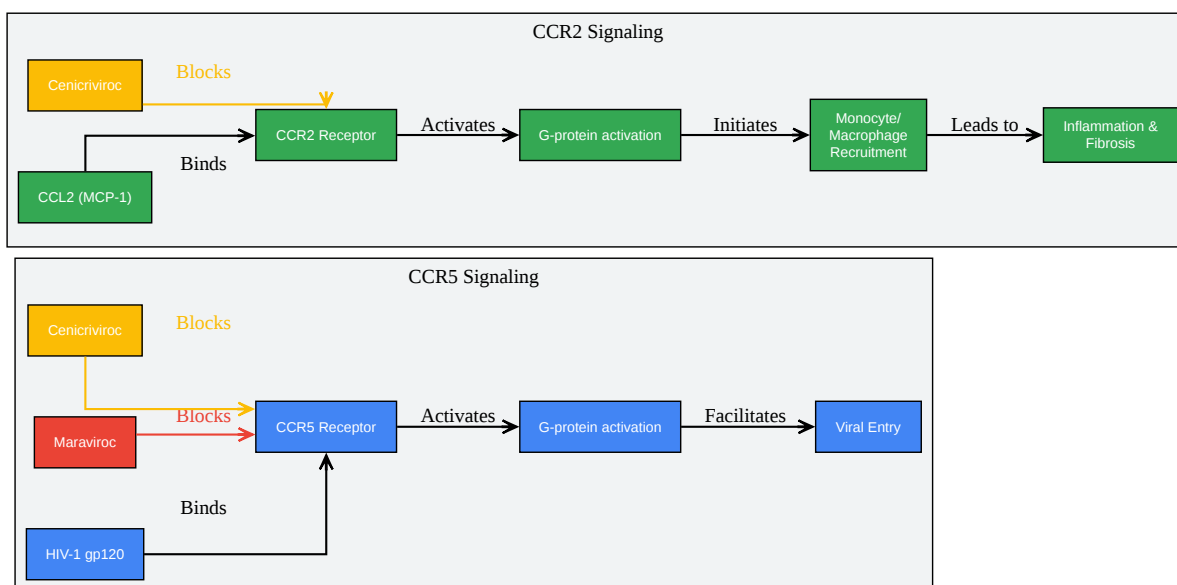 CCR2 Signaling
Cenicriviroc
Blocks
CCR2 Receptor
Activates
G-protein activation
Initiates
Monocyte/
Macrophage
Recruitment
Leads to
Inflammation &
Fibrosis
Binds
CCL2 (MCP-1)
CCR5 Signaling
Cenicriviroc
Blocks
Maraviroc
Blocks
CCR5 Receptor
Activates
G-protein activation
Facilitates
Viral Entry
Binds
HIV-1 gp120